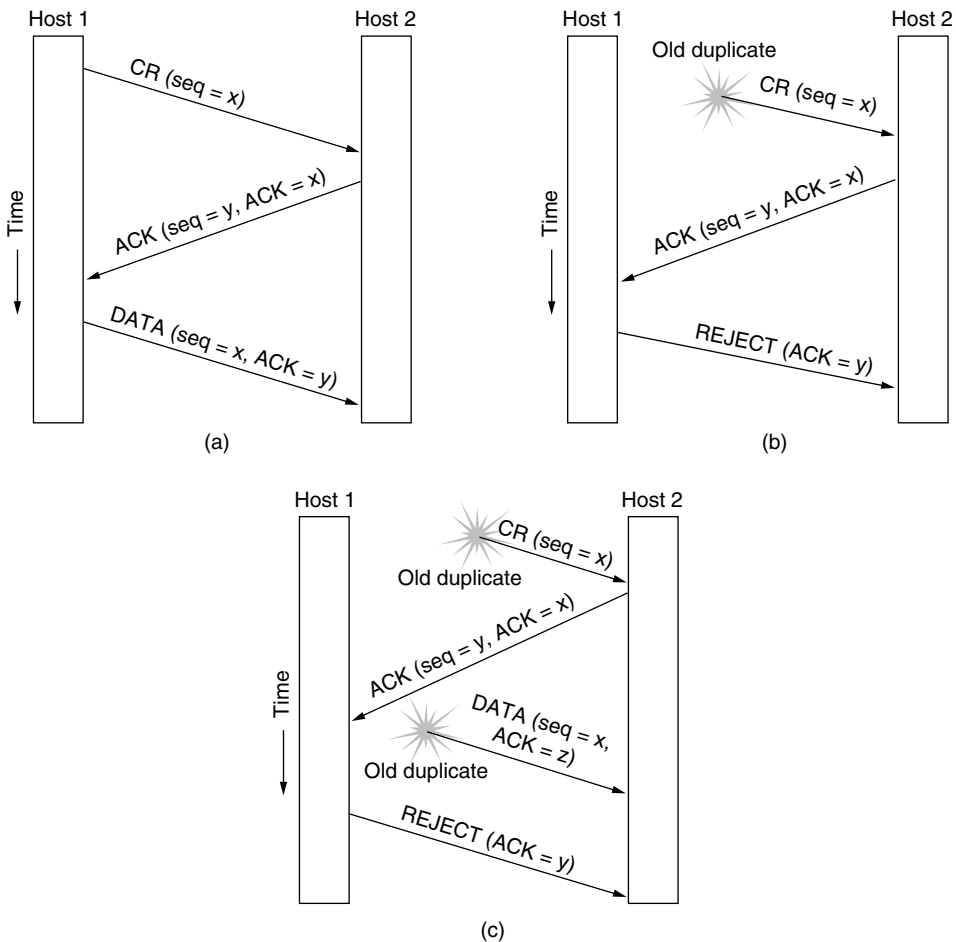 Host 1
Host 2
CR (seq = x)
ACK (seq = y, ACK = x)
DATA (seq = x, ACK = y)
Time
(a)
Host 1
Host 2
Old duplicate
CR (seq = x)
ACK (seq = y, ACK = x)
REJECT (ACK = y)
Time
(b)
Host 1
Host 2
CR (seq = x)
Old duplicate
ACK (seq = y, ACK = x)
DATA (seq = x,
ACK = z)
Old duplicate
REJECT (ACK = y)
Time
(c)